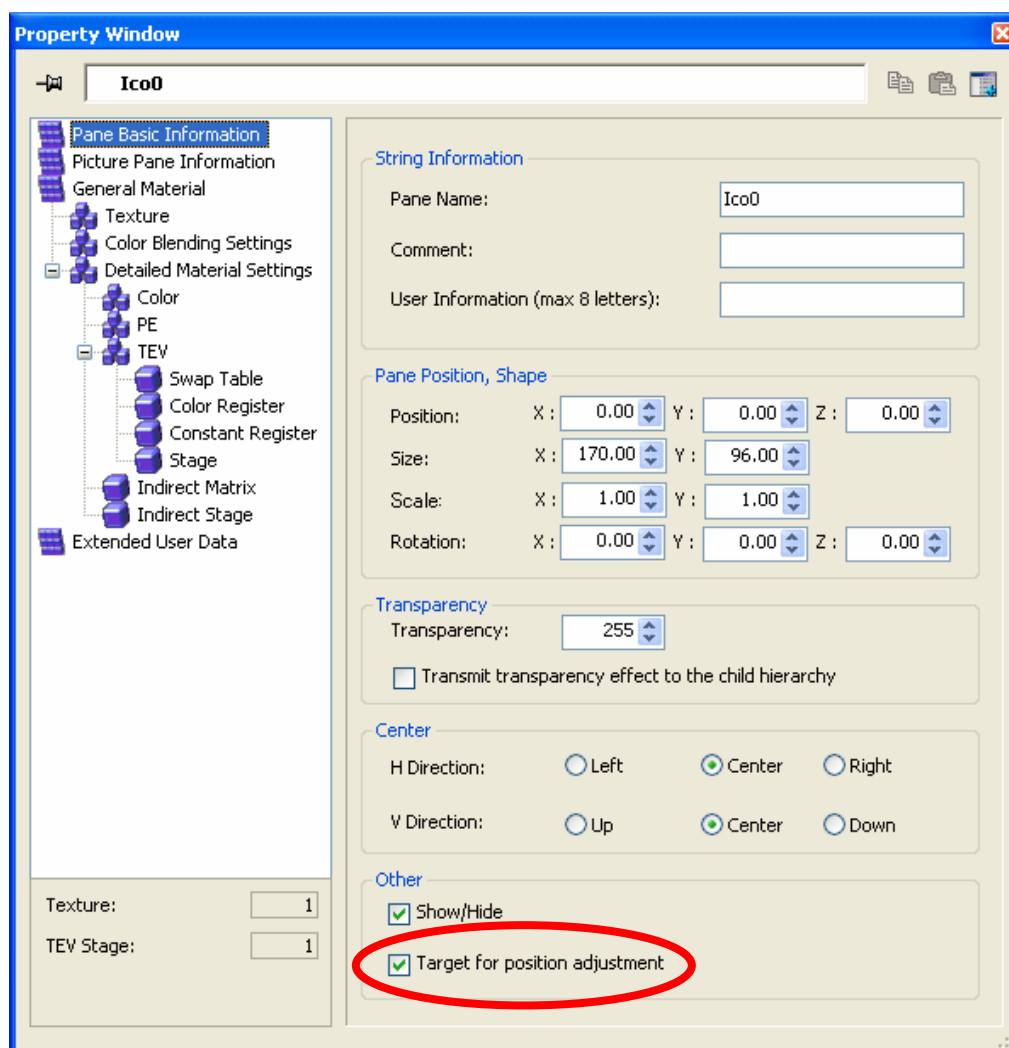 Property Window
Ico0
Pane Basic Information
Picture Pane Information
General Material
Texture
Color Blending Settings
Detailed Material Settings
Color
PE
TEV
Swap Table
Color Register
Constant Register
Stage
Indirect Matrix
Indirect Stage
Extended User Data
Texture: 1
TEV Stage: 1
String Information
Pane Name: Ico0
Comment:
User Information (max 8 letters):
Pane Position, Shape
Position: X : 0.00 Y : 0.00 Z : 0.00
Size: X : 170.00 Y : 96.00
Scale: X : 1.00 Y : 1.00
Rotation: X : 0.00 Y : 0.00 Z : 0.00
Transparency
Transparency: 255
Transmit transparency effect to the child hierarchy
Center
H Direction: Left Center Right
V Direction: Up Center Down
Other
Show/Hide
Target for position adjustment